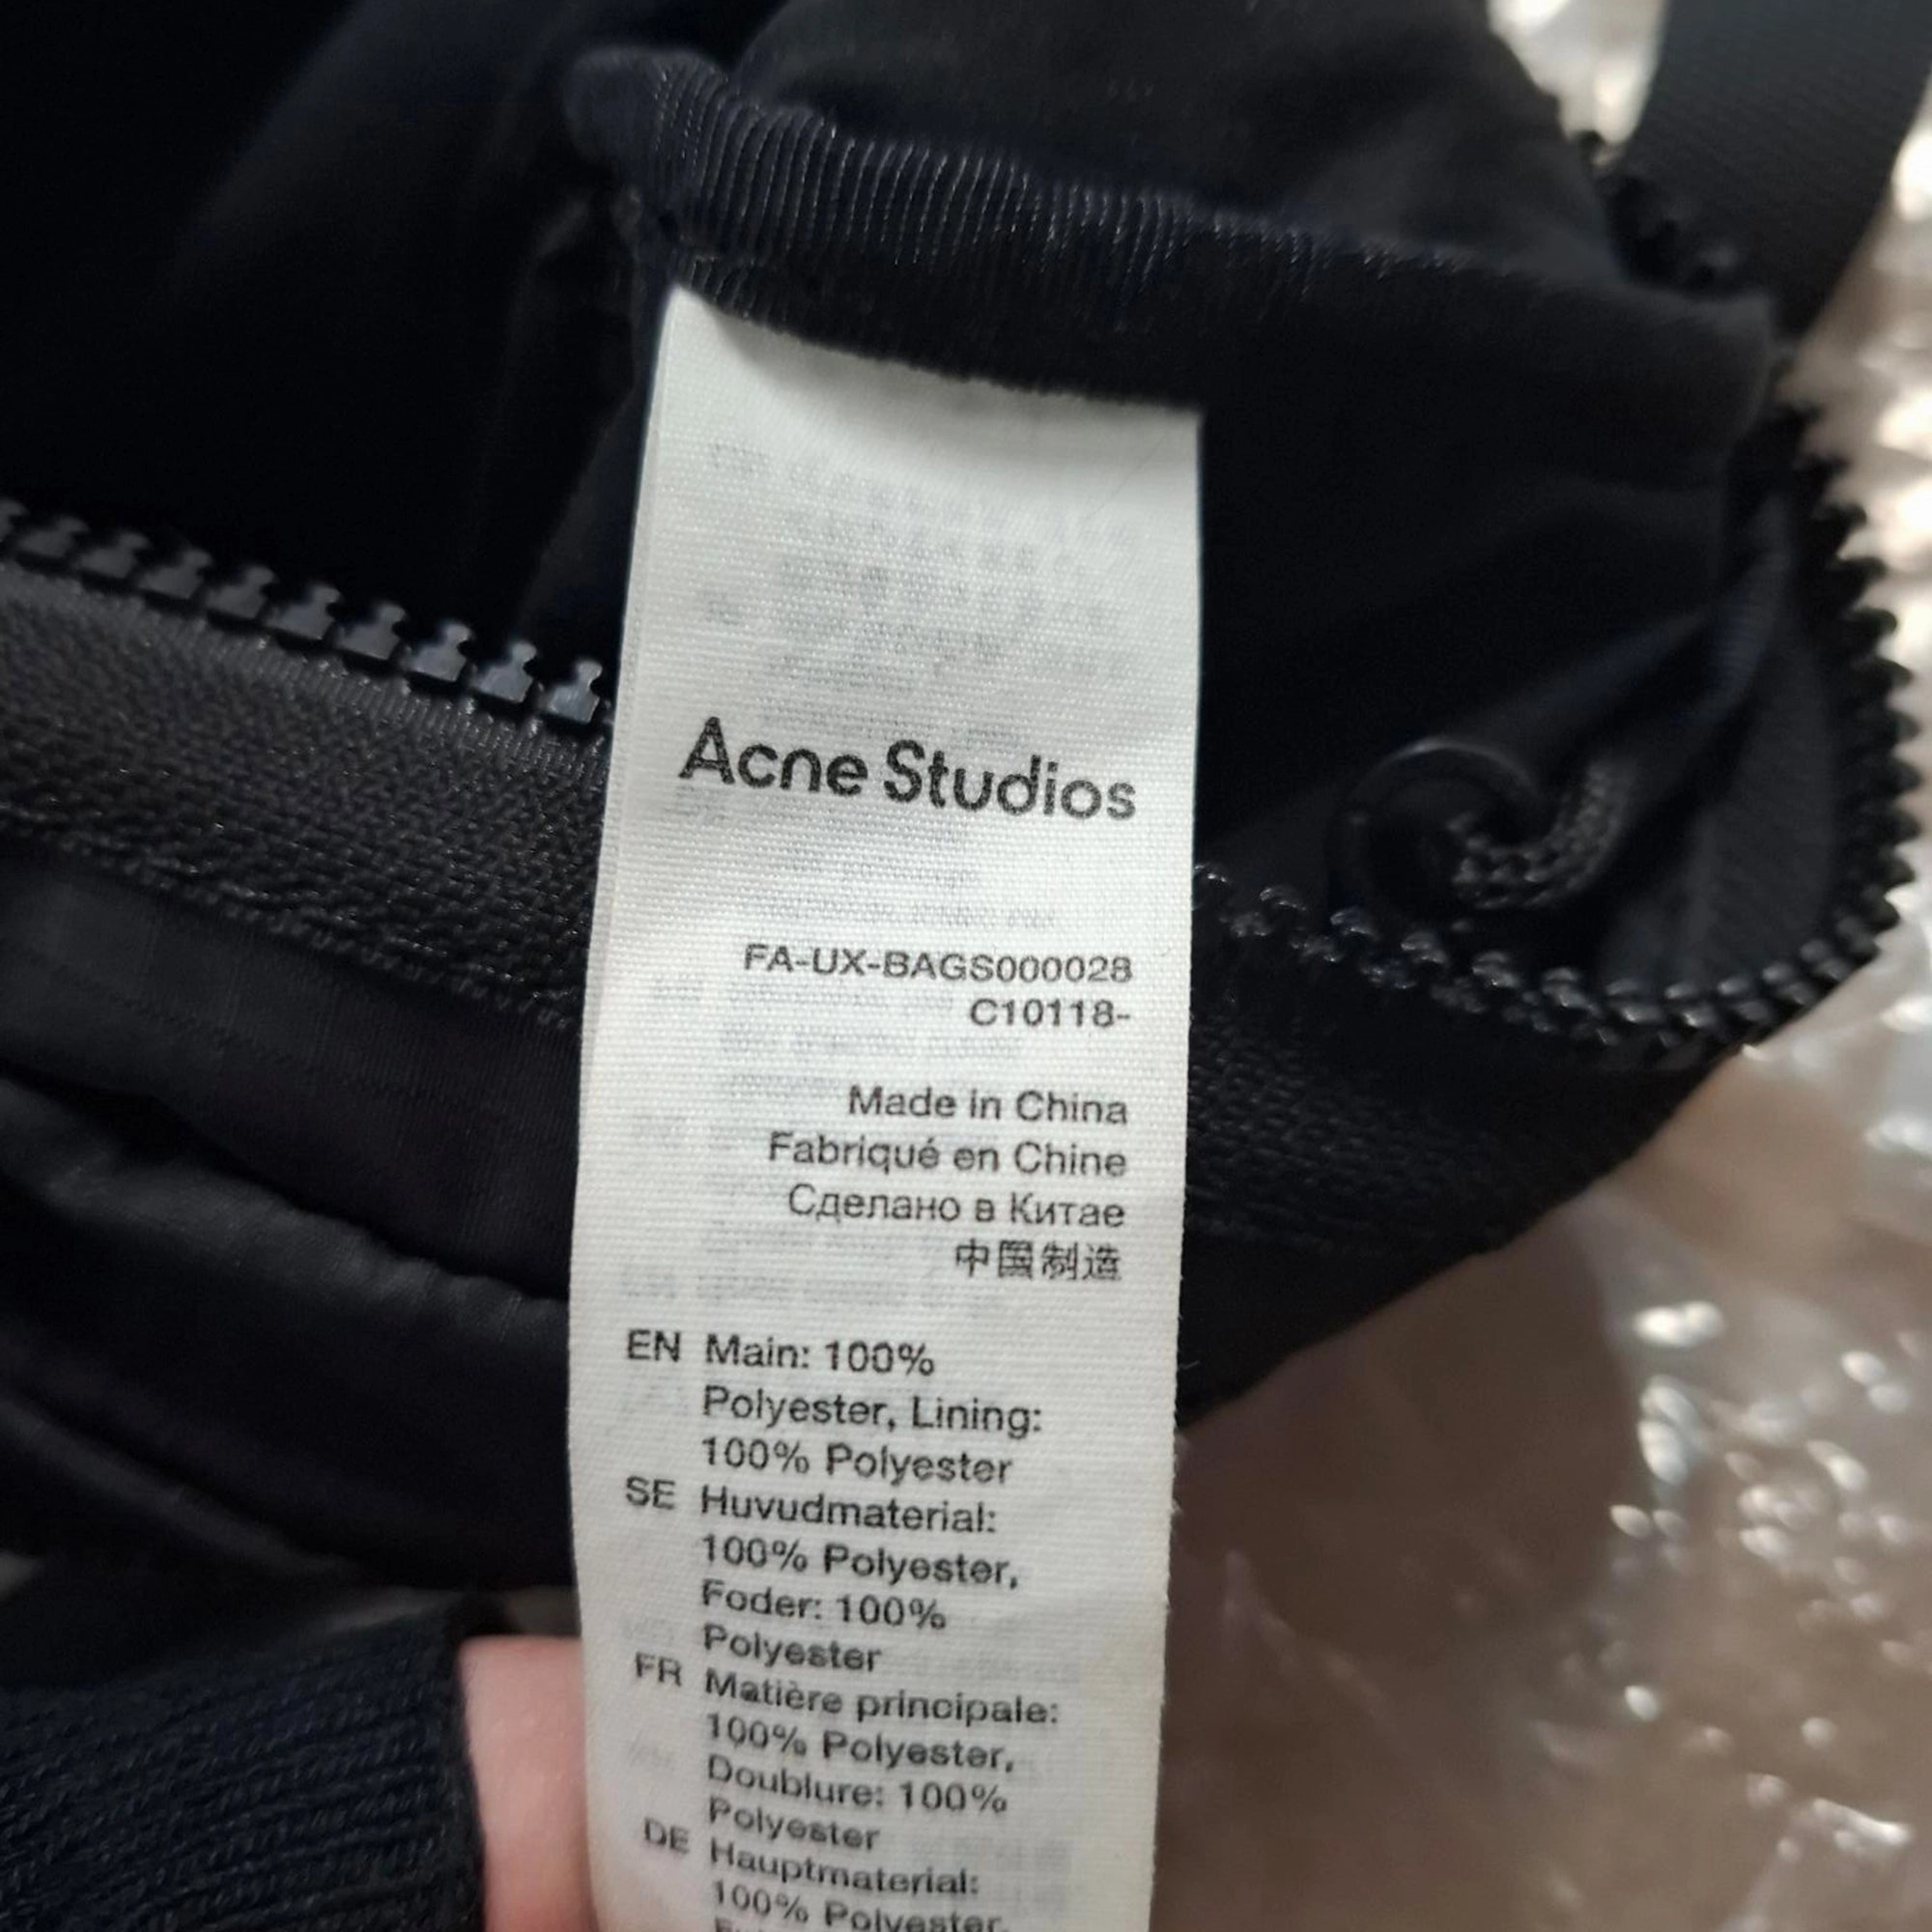 Acne Studios
FA-UX-BAGS000028
C10118-
Made in China
Fabriqué en Chine
Сделано в Китае
中国制造
EN Main: 100%
Polyester, Lining:
100% Polyester
SE Huvudmaterial:
100% Polyester,
Foder: 100%
Polyester
FR Matière principale:
100% Polyester,
Doublure: 100%
Polyester
DE Hauptmaterial:
100% Polyester,